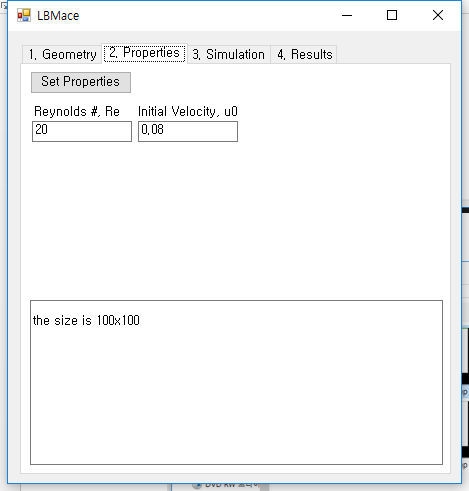 LBMace
1. Geometry 2. Properties 3. Simulation 4. Results
Set Properties
Reynolds #, Re Initial Velocity, u0
20 0.08
the size is 100x100